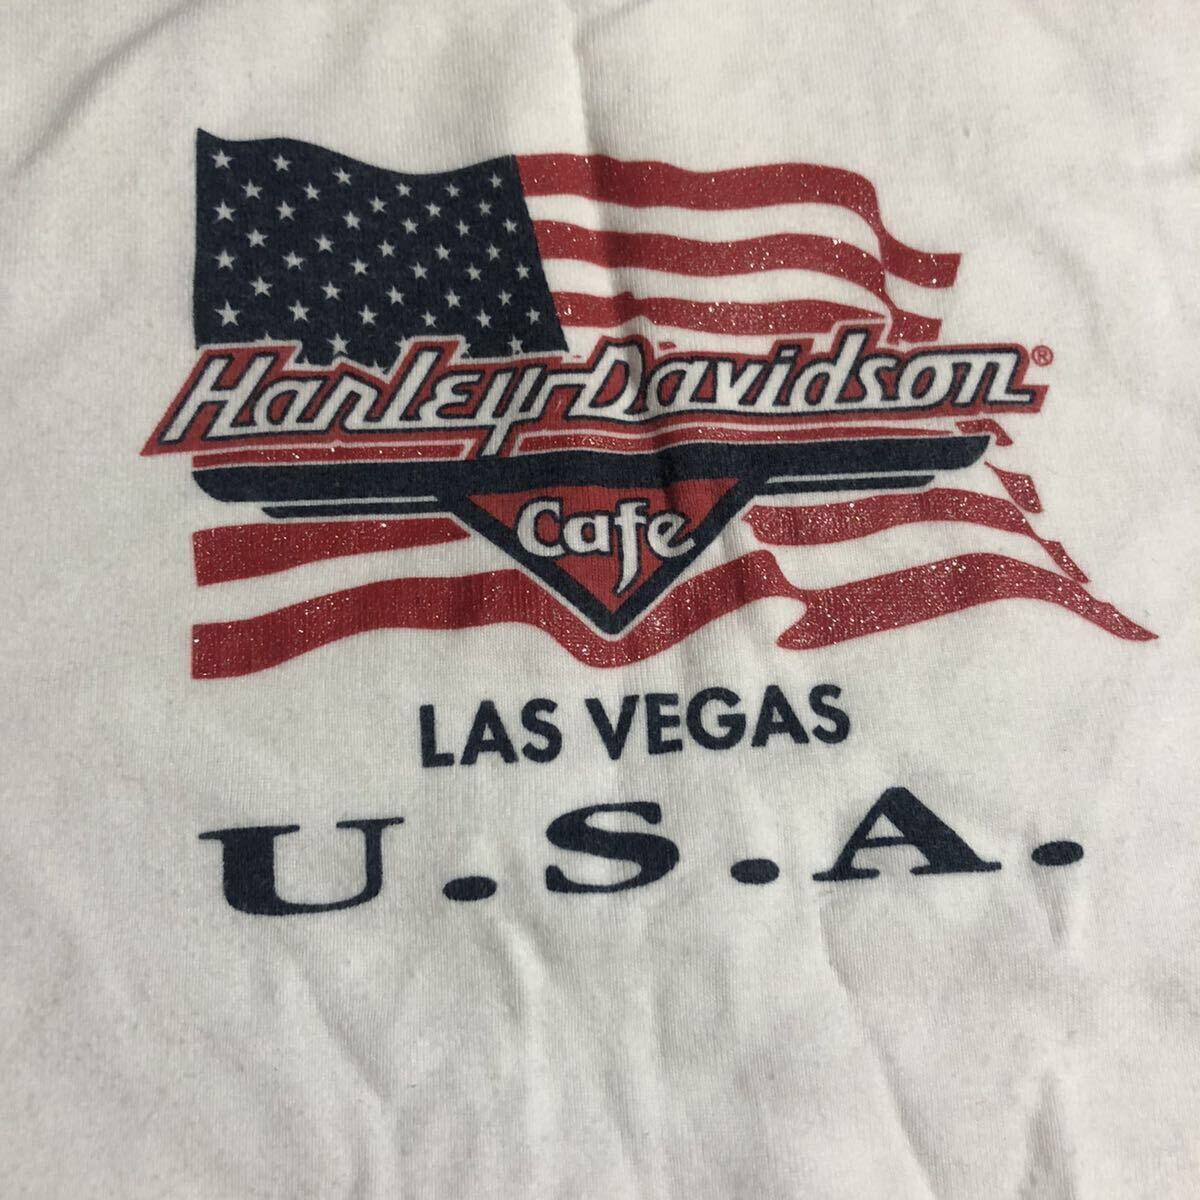 Harley-Davidson®
Cafe
LAS VEGAS
U.S.A.